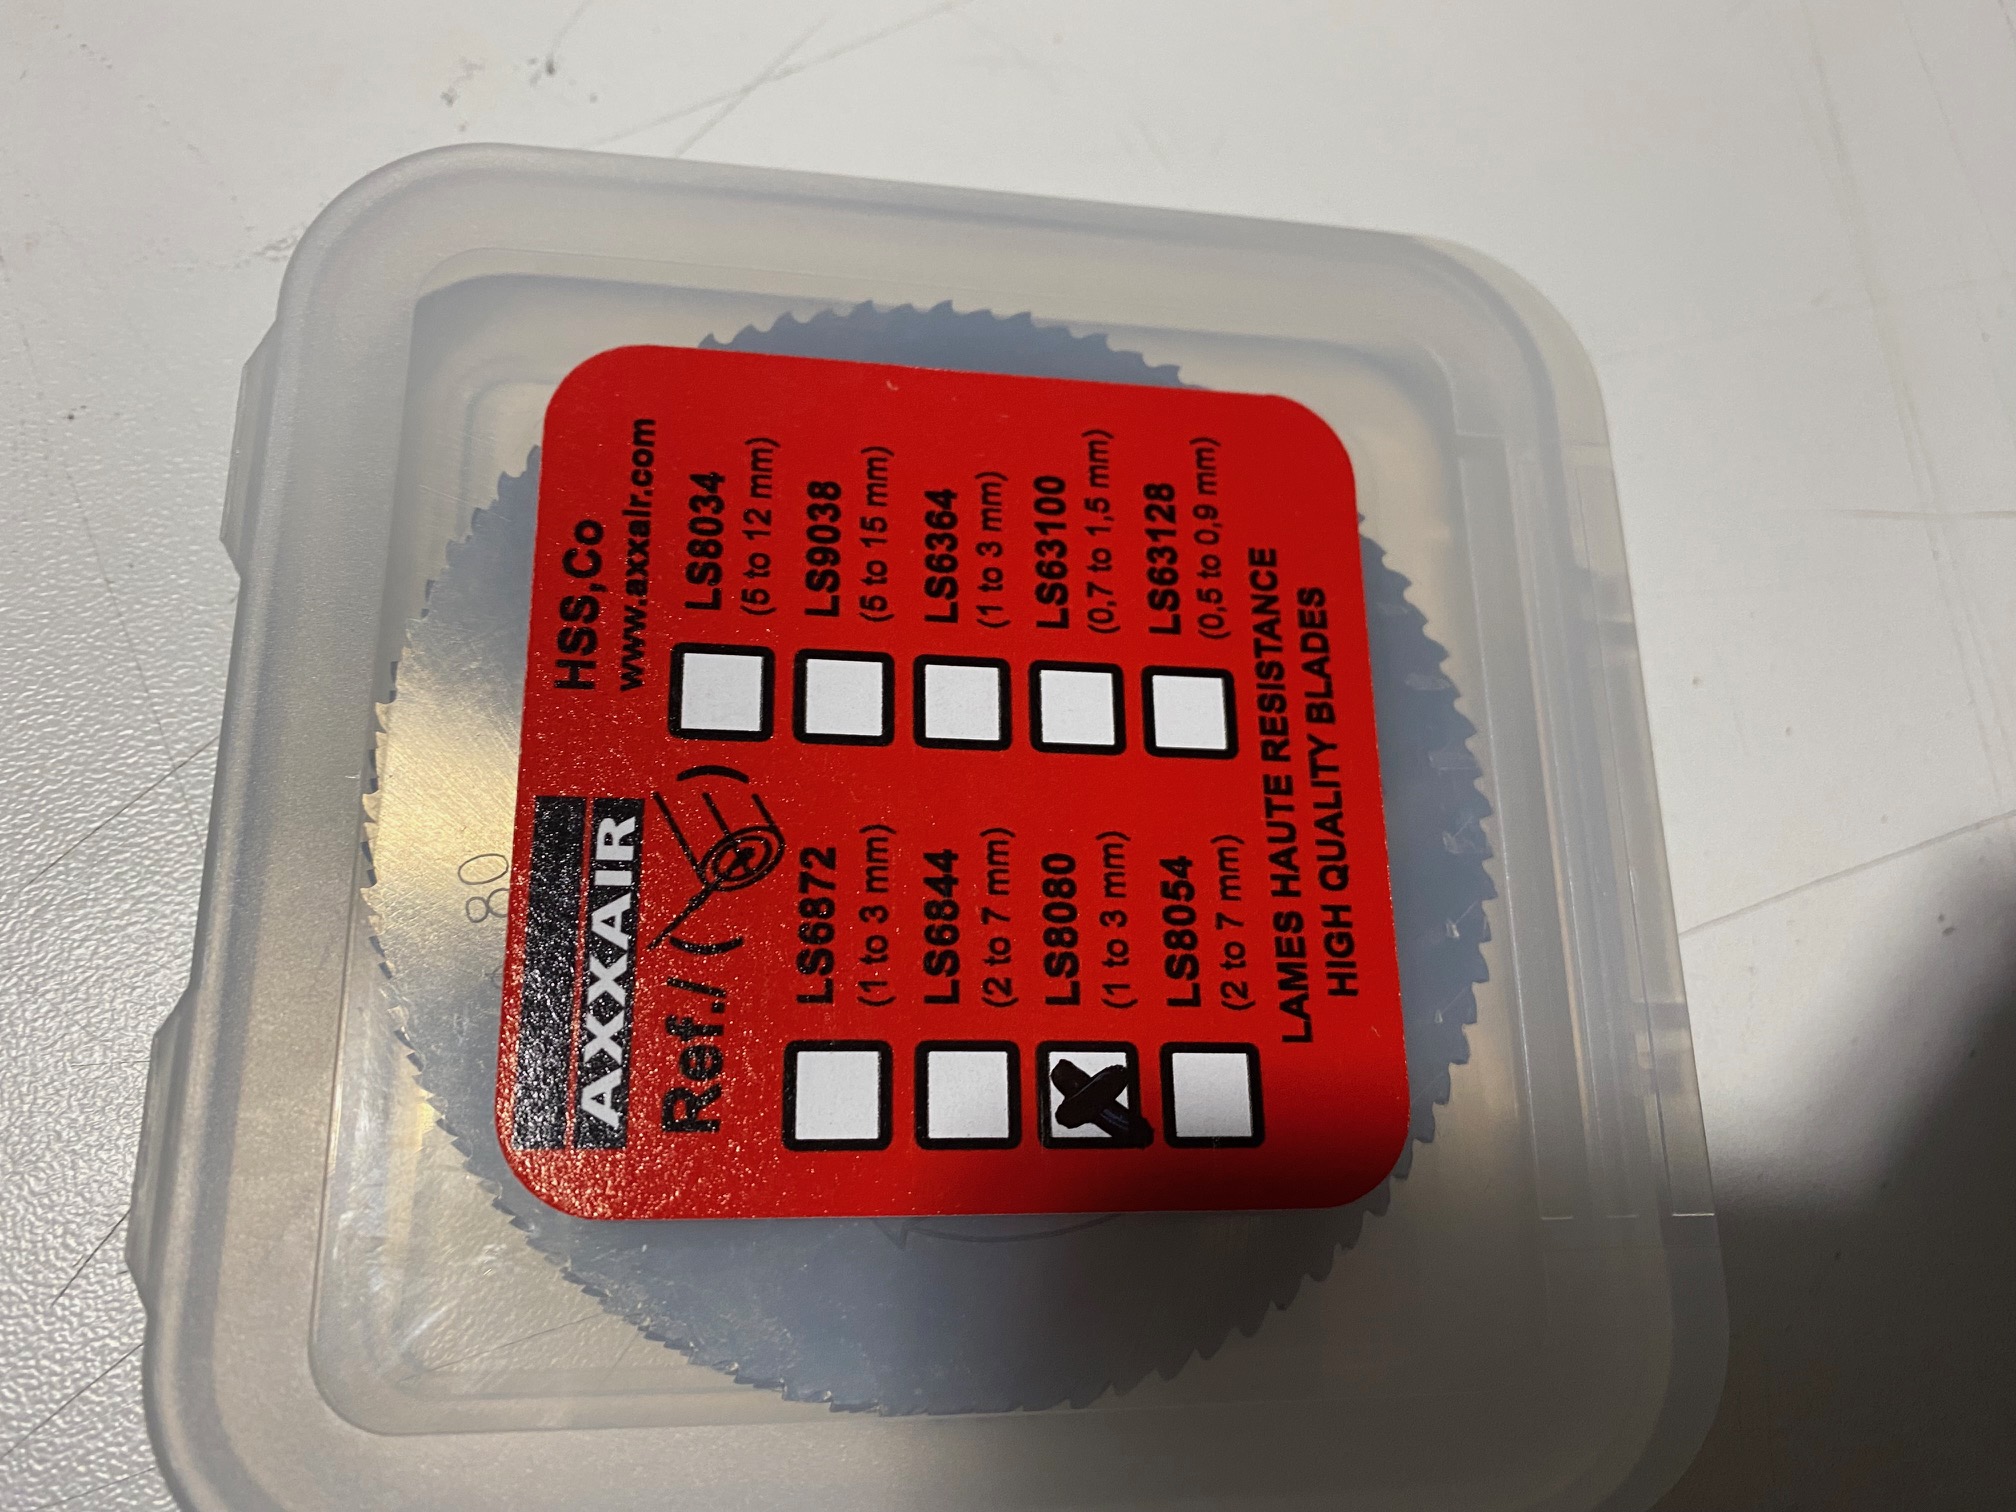 AXXXAIR HSS,Co
www.axxair.com
Ref./( )
LS8034
(5 to 12 mm)
LS6872
(1 to 3 mm)
LS9038
(5 to 15 mm)
LS6844
(2 to 7 mm)
LS6364
(1 to 3 mm)
LS8080
(1 to 3 mm)
LS63100
(0,7 to 1,5 mm)
LS8054
(2 to 7 mm)
LS63128
(0,5 to 0,9 mm)
LAMES HAUTE RESISTANCE
HIGH QUALITY BLADES
80